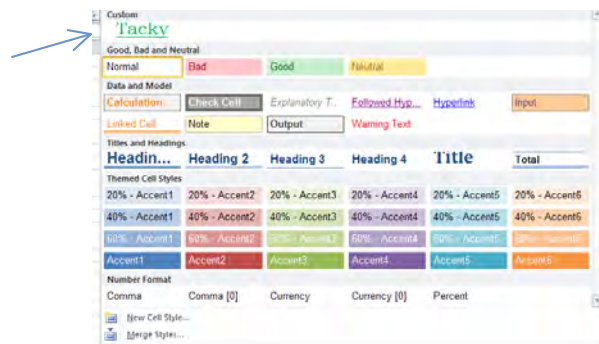 Custom
Tacky
Good, Bad and Neutral
Normal Bad Good Neutral
Data and Model
Calculation Check Cell Explanatory T... Followed Hyp... Hyperlink Input
Linked Cell Note Output Warning Text
Titles and Headings
Headin... Heading 2 Heading 3 Heading 4 Title Total
Themed Cell Styles
20% - Accent1 20% - Accent2 20% - Accent3 20% - Accent4 20% - Accent5 20% - Accent6
40% - Accent1 40% - Accent2 40% - Accent3 40% - Accent4 40% - Accent5 40% - Accent6
60% - Accent1 60% - Accent2 60% - Accent3 60% - Accent4 60% - Accent5 60% - Accent6
Accent1 Accent2 Accent3 Accent4 Accent5 Accent6
Number Format
Comma Comma [0] Currency Currency [0] Percent
New Cell Style...
Merge Styles...